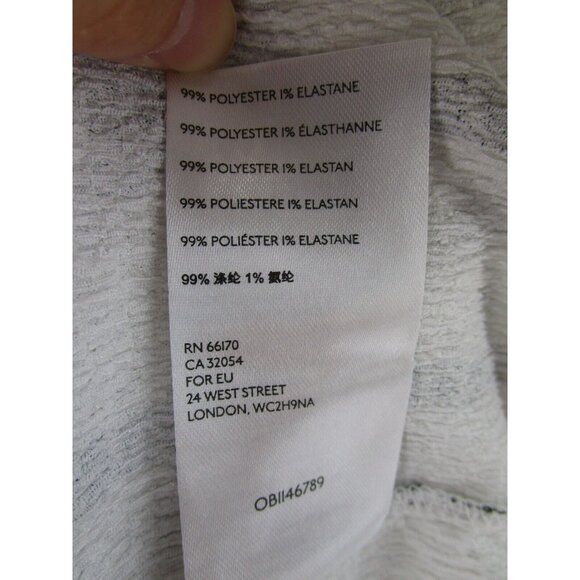 99% POLYESTER 1% ELASTANE
99% POLYESTER 1% ÉLASTHANNE
99% POLYESTER 1% ELASTAN
99% POLIESTERE 1% ELASTAN
99% POLIÉSTER 1% ELASTANE
99% 涤纶 1% 氨纶
RN 66170
CA 32054
FOR EU
24 WEST STREET
LONDON, WC2H9NA
OB1146789